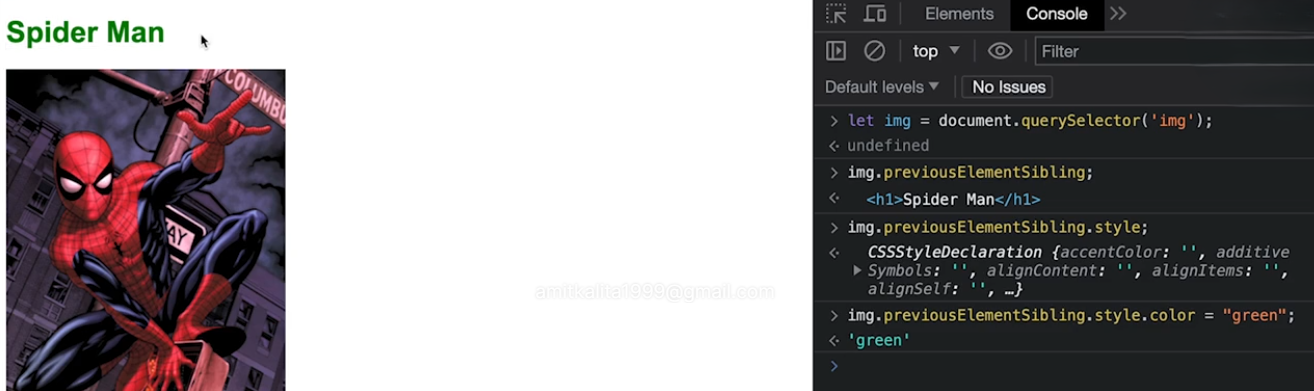 Spider Man
COLUMBU
AY
amitkalita1999@gmail.com
Elements Console
top Filter
Default levels No Issues
> let img = document.querySelector('img');
<· undefined
> img.previousElementSibling;
<· <h1>Spider Man</h1>
> img.previousElementSibling.style;
<· CSSStyleDeclaration {accentColor: '', additive
Symbols: '', alignContent: '', alignItems: '',
alignSelf: '', …}
> img.previousElementSibling.style.color = "green";
<· 'green'
>